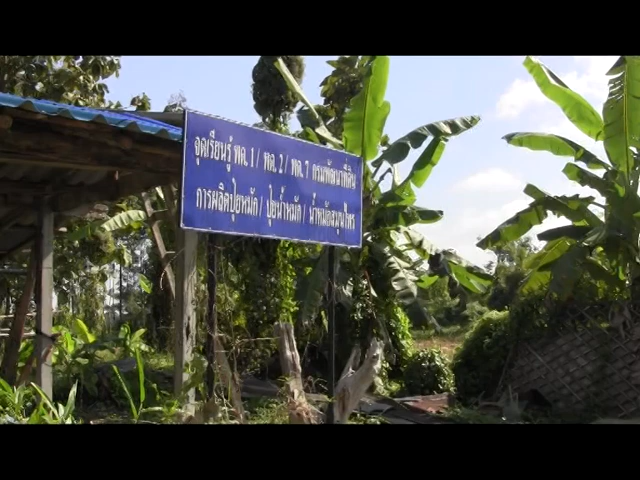 จุดเรียนรู้ พด.1/ พด.2/ พด.7 กรมพัฒนาที่ดิน
การผลิตปุ๋ยหมัก/ ปุ๋ยน้ำหมัก/ น้ำหมักสมุนไพร